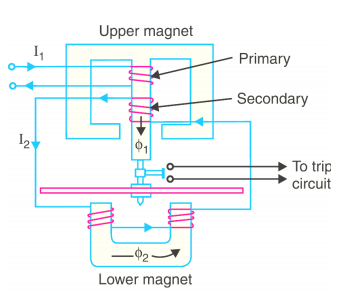 Upper magnet
I1
Primary
Secondary
ϕ1
I2
To trip
circuit
ϕ2
Lower magnet